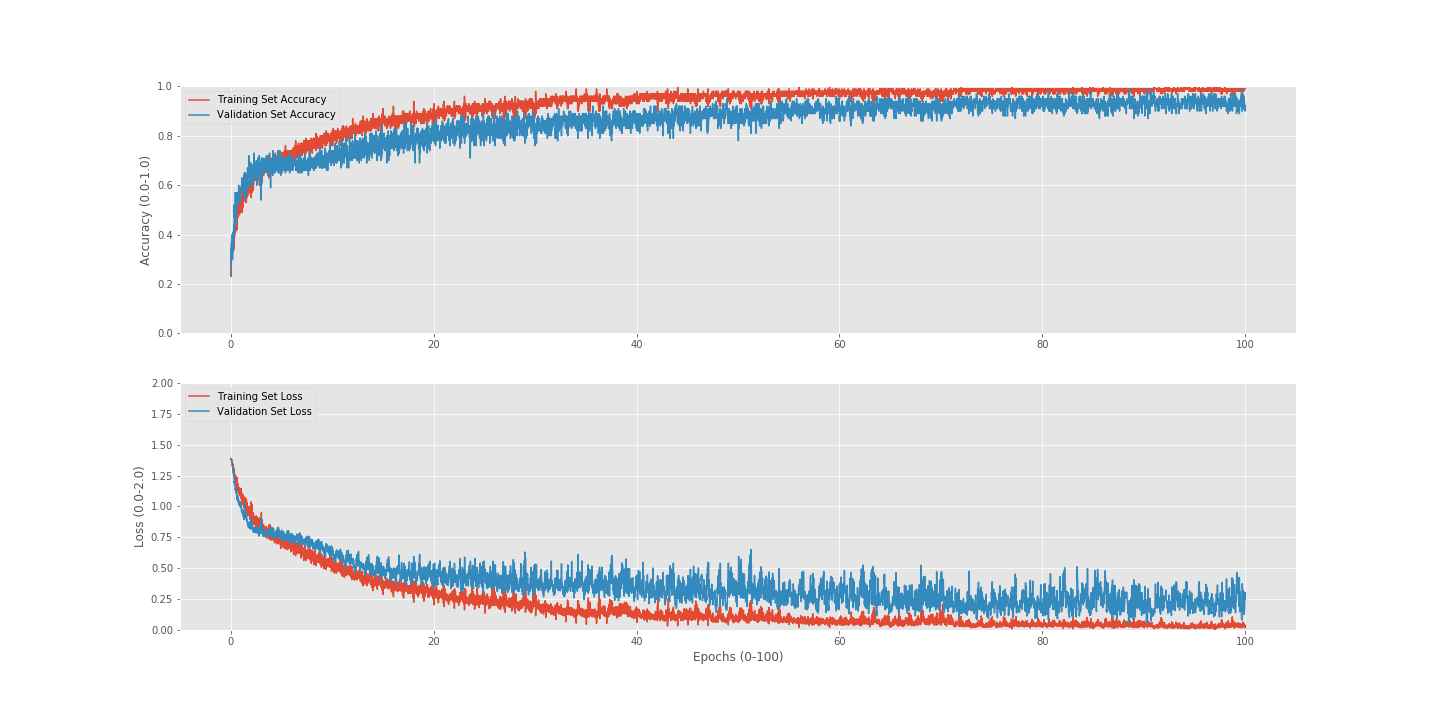 Training Set Accuracy
Validation Set Accuracy
Accuracy (0.0-1.0)
1.0
0.8
0.6
0.4
0.2
0.0
0 20 40 60 80 100
Training Set Loss
Validation Set Loss
Loss (0.0-2.0)
2.00
1.75
1.50
1.25
1.00
0.75
0.50
0.25
0.00
0 20 40 60 80 100
Epochs (0-100)